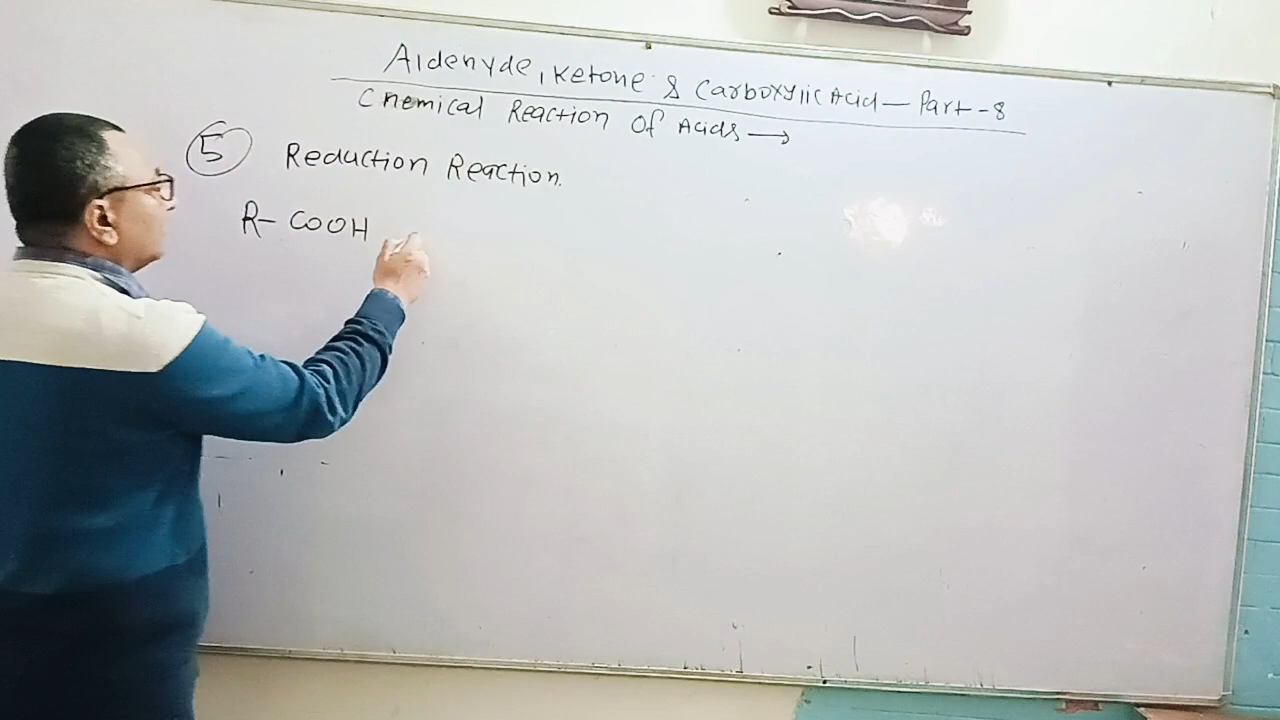 Aldehyde, Ketone & Carboxylic Acid — Part-8
Chemical Reaction Of Acids →
5 Reduction Reaction.
R- COOH